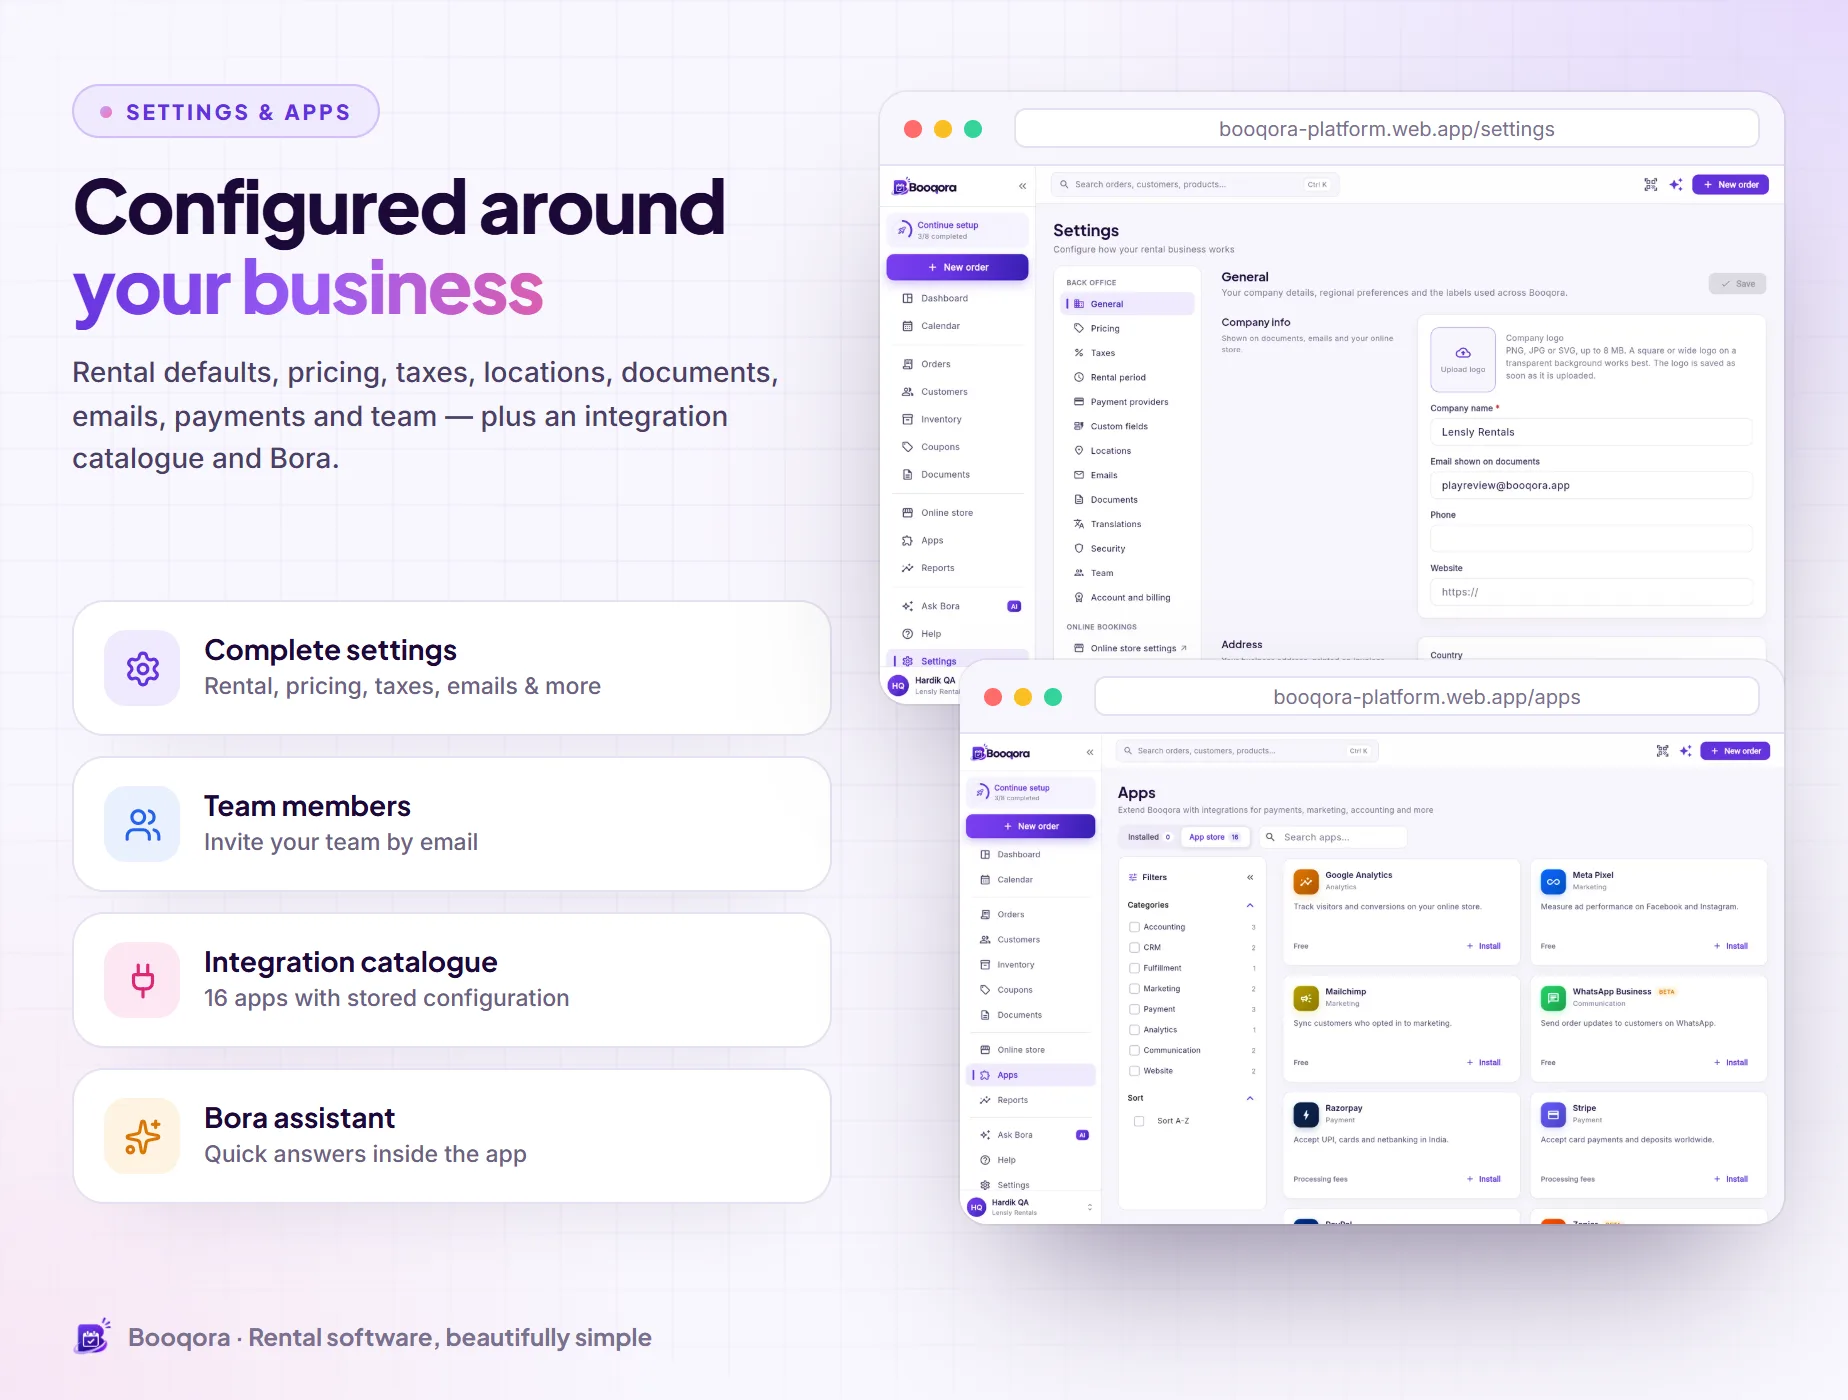 SETTINGS & APPS
Configured around
your business
Rental defaults, pricing, taxes, locations, documents,
emails, payments and team — plus an integration
catalogue and Bora.
Complete settings
Rental, pricing, taxes, emails & more
Team members
Invite your team by email
Integration catalogue
16 apps with stored configuration
Bora assistant
Quick answers inside the app
Booqora · Rental software, beautifully simple
booqora-platform.web.app/settings
Booqora
Search orders, customers, products...
Ctrl K
New order
Continue setup
3/8 completed
New order
Dashboard
Calendar
Orders
Customers
Inventory
Coupons
Documents
Online store
Apps
Reports
Ask Bora
AI
Help
Settings
HQ
Hardik QA
Lensly Rental
Settings
Configure how your rental business works
BACK OFFICE
General
Pricing
Taxes
Rental period
Payment providers
Custom fields
Locations
Emails
Documents
Translations
Security
Team
Account and billing
ONLINE BOOKINGS
Online store settings
General
Your company details, regional preferences and the labels used across Booqora.
Save
Company info
Shown on documents, emails and your online
store.
Upload logo
Company logo
PNG, JPG or SVG, up to 8 MB. A square or wide logo on a
transparent background works best. The logo is saved as
soon as it is uploaded.
Company name *
Lensly Rentals
Email shown on documents
playreview@booqora.app
Phone
Website
https://
Address
Country
booqora-platform.web.app/apps
Booqora
Search orders, customers, products...
Ctrl K
New order
Continue setup
3/8 completed
New order
Dashboard
Calendar
Orders
Customers
Inventory
Coupons
Documents
Online store
Apps
Reports
Ask Bora
AI
Help
Settings
HQ
Hardik QA
Lensly Rentals
Apps
Extend Booqora with integrations for payments, marketing, accounting and more
Installed 0
App store 16
Search apps...
Filters
Categories
Accounting 3
CRM 2
Fulfillment 1
Marketing 2
Payment 3
Analytics 1
Communication 2
Website 2
Sort
Sort A-Z
Google Analytics
Analytics
Track visitors and conversions on your online store.
Free
Install
Meta Pixel
Marketing
Measure ad performance on Facebook and Instagram.
Free
Install
Mailchimp
Marketing
Sync customers who opted in to marketing.
Free
Install
WhatsApp Business BETA
Communication
Send order updates to customers on WhatsApp.
Free
Install
Razorpay
Payment
Accept UPI, cards and netbanking in India.
Processing fees
Install
Stripe
Payment
Accept card payments and deposits worldwide.
Processing fees
Install